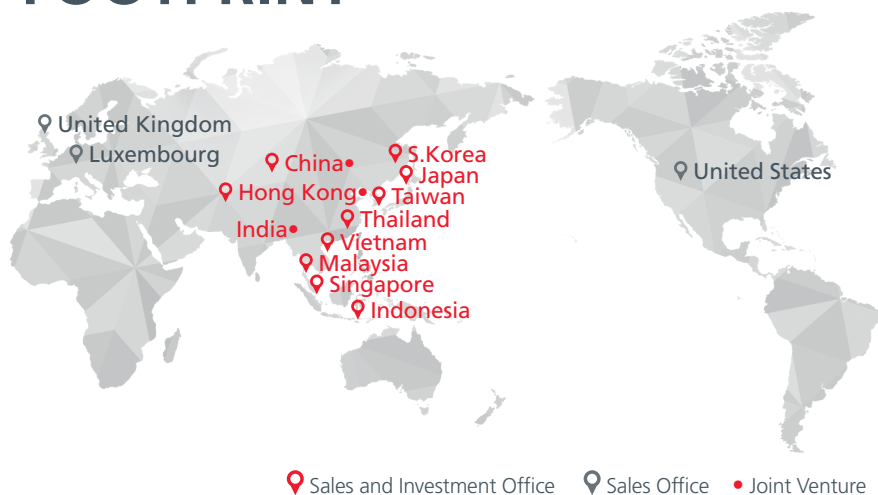 FOOTPRINT
United Kingdom
Luxembourg
China
S.Korea
Japan
Hong Kong
Taiwan
India
Thailand
Vietnam
Malaysia
Singapore
Indonesia
United States
Sales and Investment Office
Sales Office
Joint Venture